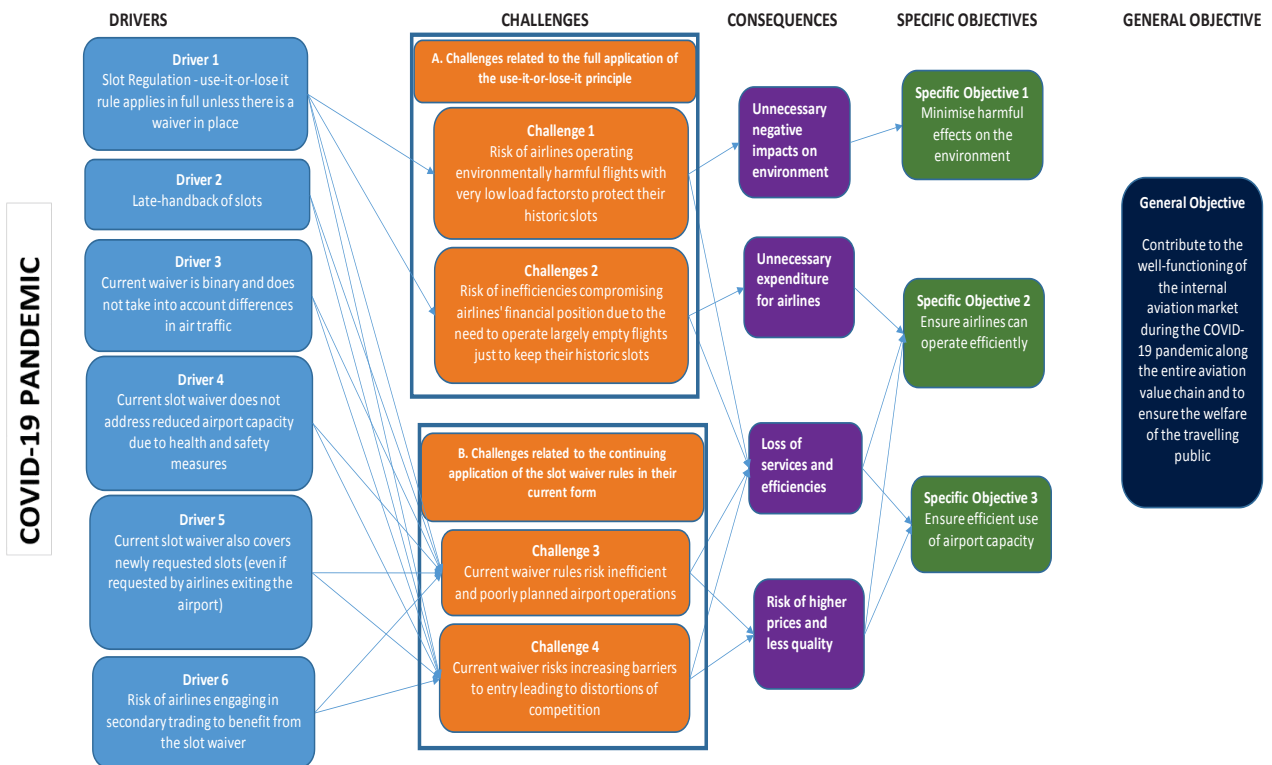 DRIVERS
CHALLENGES
CONSEQUENCES
SPECIFIC OBJECTIVES
GENERAL OBJECTIVE
COVID-19 PANDEMIC
Driver 1
Slot Regulation - use-it-or-lose it
rule applies in full unless there is a
waiver in place
Driver 2
Late-handback of slots
Driver 3
Current waiver is binary and does
not take into account differences
in air traffic
Driver 4
Current slot waiver does not
address reduced airport capacity
due to health and safety
measures
Driver 5
Current slot waiver also covers
newly requested slots (even if
requested by airlines exiting the
airport)
Driver 6
Risk of airlines engaging in
secondary trading to benefit from
the slot waiver
A. Challenges related to the full application of
the use-it-or-lose-it principle
Challenge 1
Risk of airlines operating
environmentally harmful flights with
very low load factorsto protect their
historic slots
Challenges 2
Risk of inefficiencies compromising
airlines' financial position due to the
need to operate largely empty flights
just to keep their historic slots
B. Challenges related to the continuing
application of the slot waiver rules in their
current form
Challenge 3
Current waiver rules risk inefficient
and poorly planned airport operations
Challenge 4
Current waiver risks increasing barriers
to entry leading to distortions of
competition
Unnecessary
negative
impacts on
environment
Unnecessary
expenditure
for airlines
Loss of
services and
efficiencies
Risk of higher
prices and
less quality
Specific Objective 1
Minimise harmful
effects on the
environment
Specific Objective 2
Ensure airlines can
operate efficiently
Specific Objective 3
Ensure efficient use
of airport capacity
General Objective
Contribute to the
well-functioning of
the internal
aviation market
during the COVID-
19 pandemic along
the entire aviation
value chain and to
ensure the welfare
of the travelling
public